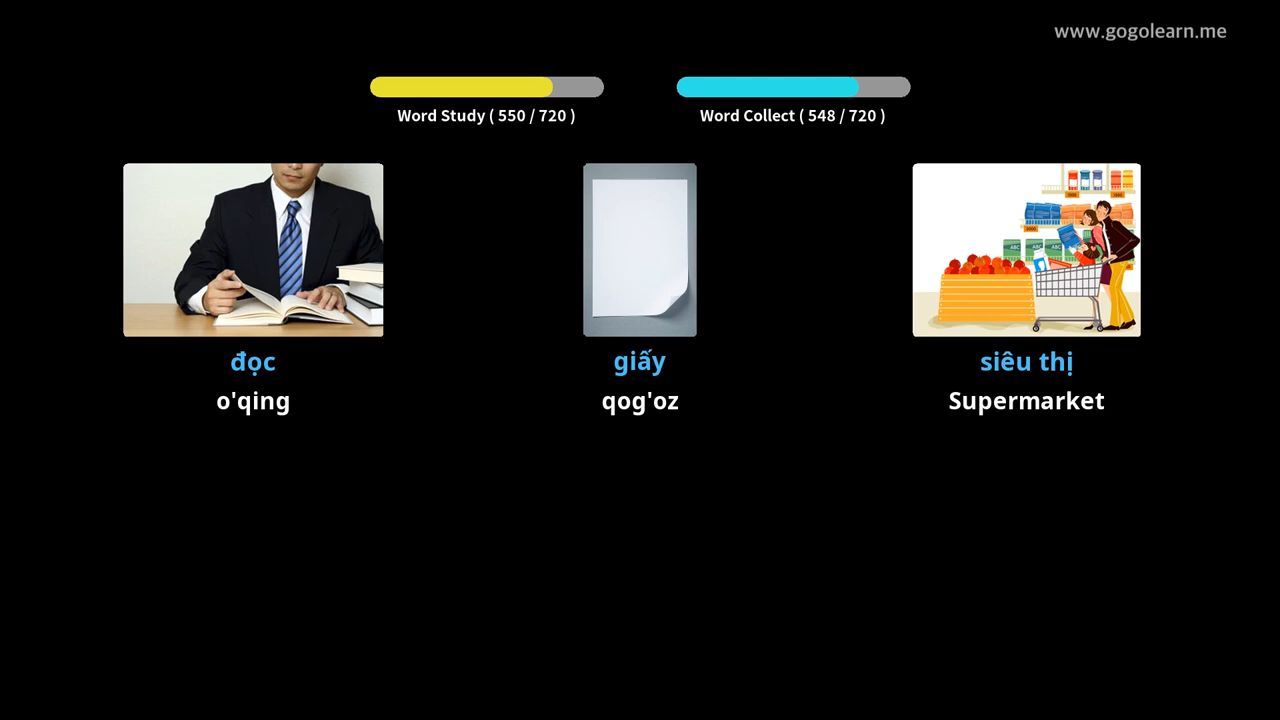 www.gogolearn.me
Word Study ( 550 / 720 )
Word Collect ( 548 / 720 )
đọc
giấy
siêu thị
o'qing
qog'oz
Supermarket